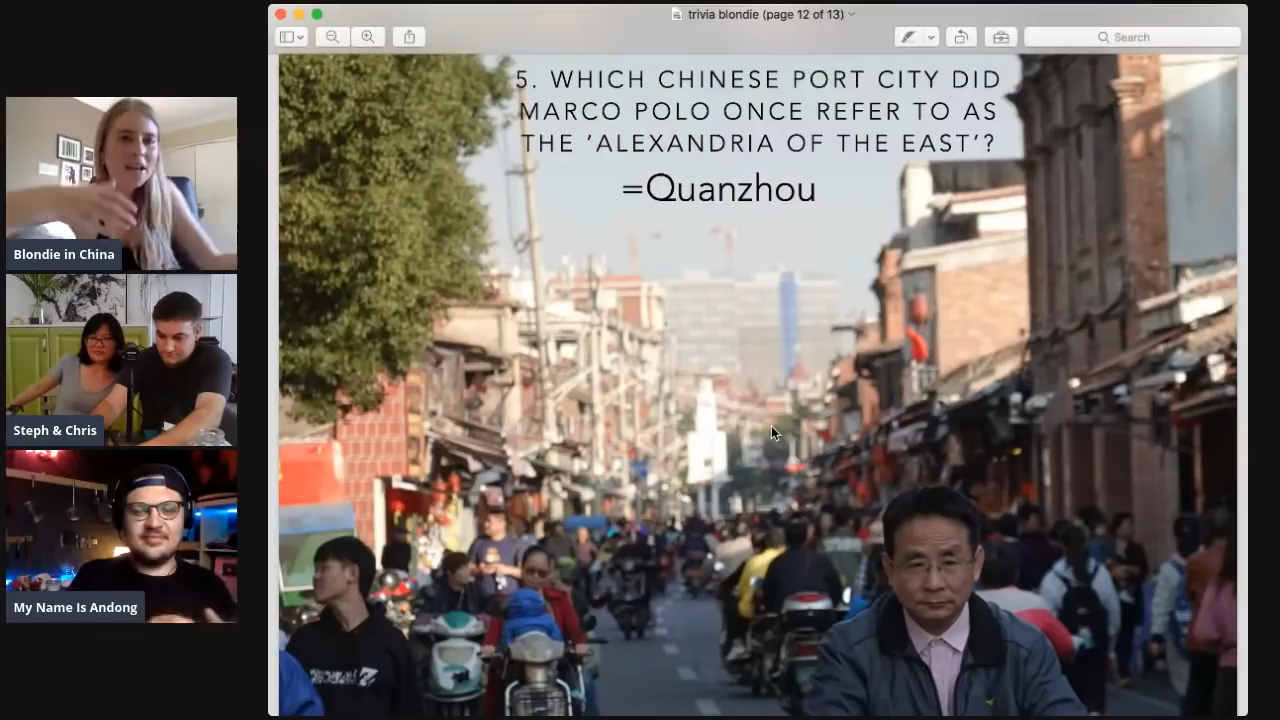 trivia blondie (page 12 of 13)
Search
5. WHICH CHINESE PORT CITY DID
MARCO POLO ONCE REFER TO AS
THE ‘ALEXANDRIA OF THE EAST’?
=Quanzhou
Blondie in China
Steph & Chris
My Name Is Andong